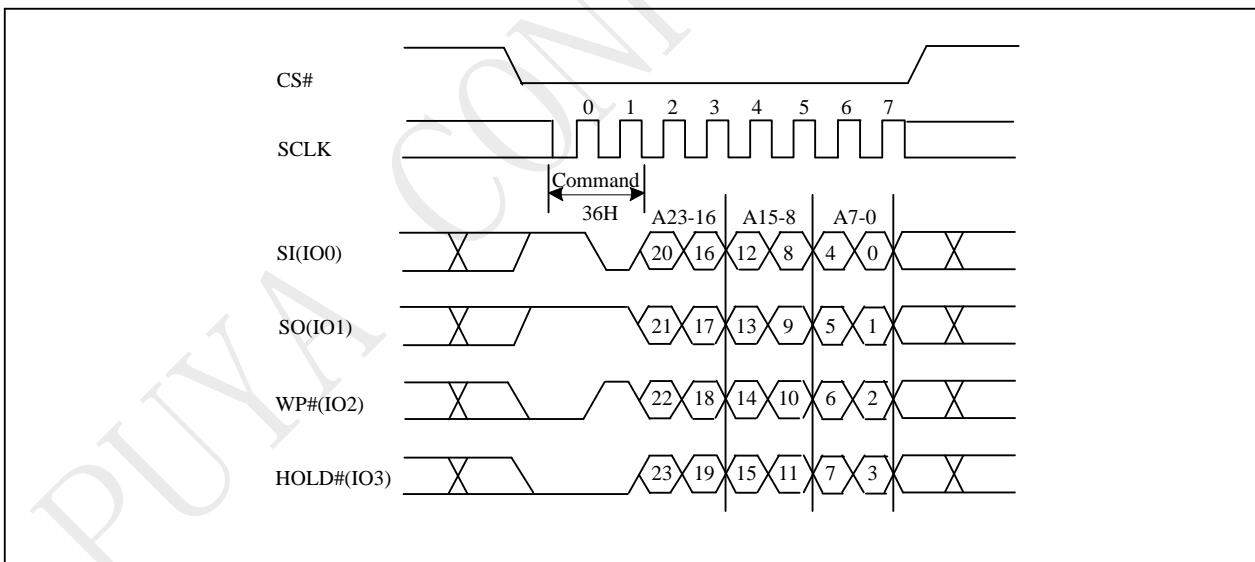 CS#
0 1 2 3 4 5 6 7
SCLK
Command
36H
A23-16 A15-8 A7-0
SI(IO0) 20 16 12 8 4 0
SO(IO1) 21 17 13 9 5 1
WP#(IO2) 22 18 14 10 6 2
HOLD#(IO3) 23 19 15 11 7 3
PUYA